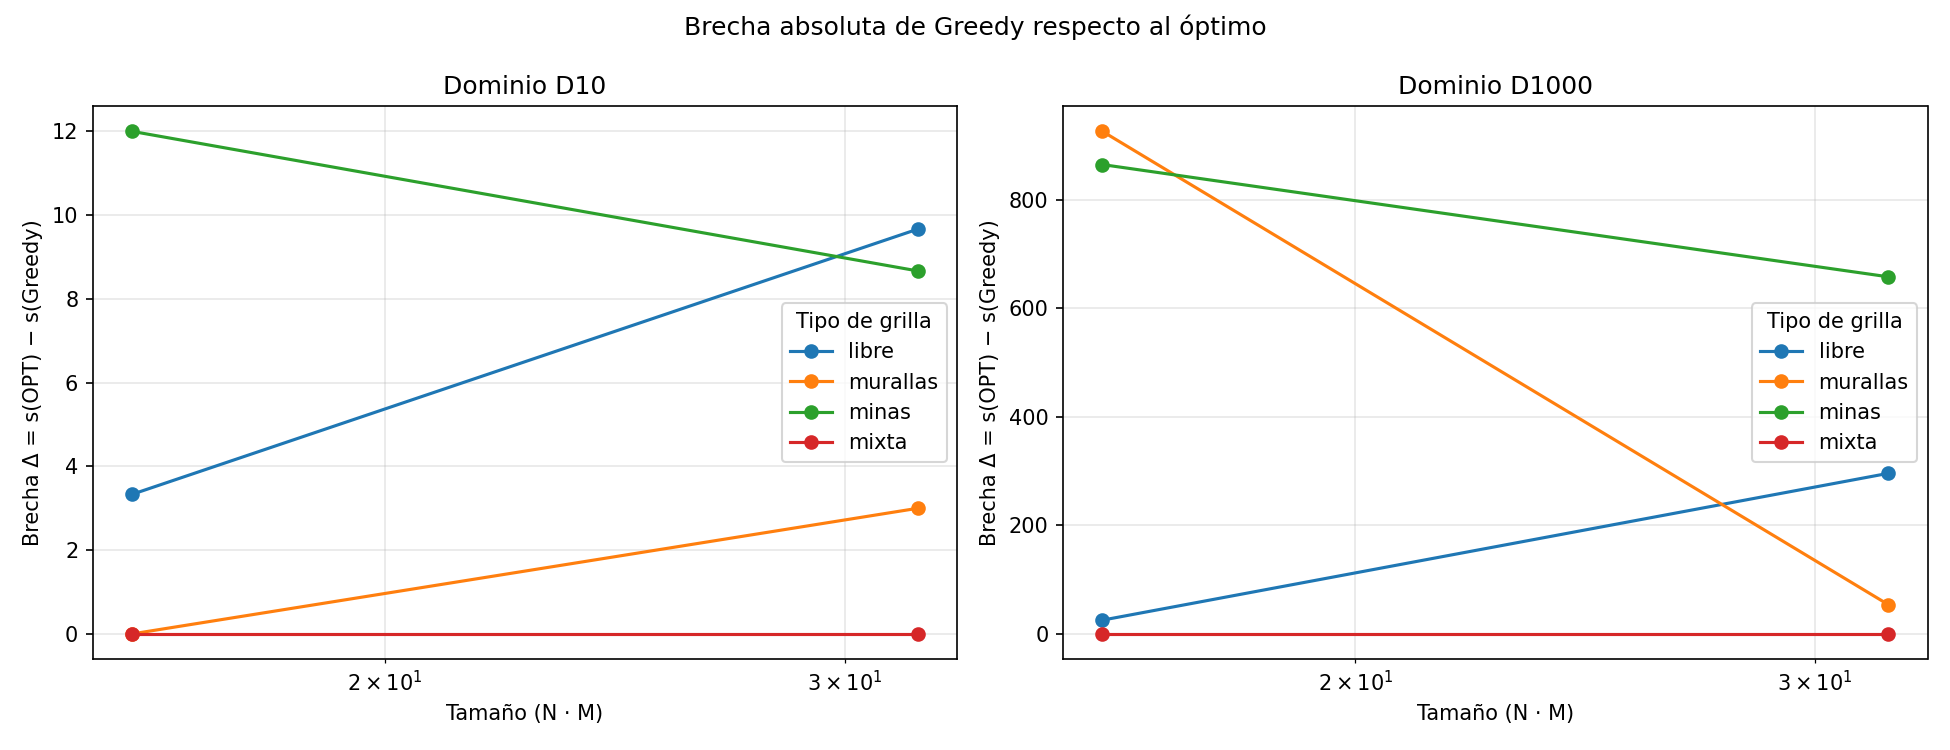 Brecha absoluta de Greedy respecto al óptimo
Dominio D10
Brecha Δ = s(OPT) − s(Greedy)
12
10
8
6
4
2
0
2 × 10¹
3 × 10¹
Tamaño (N · M)
Tipo de grilla
libre
murallas
minas
mixta
Dominio D1000
Brecha Δ = s(OPT) − s(Greedy)
800
600
400
200
0
2 × 10¹
3 × 10¹
Tamaño (N · M)
Tipo de grilla
libre
murallas
minas
mixta